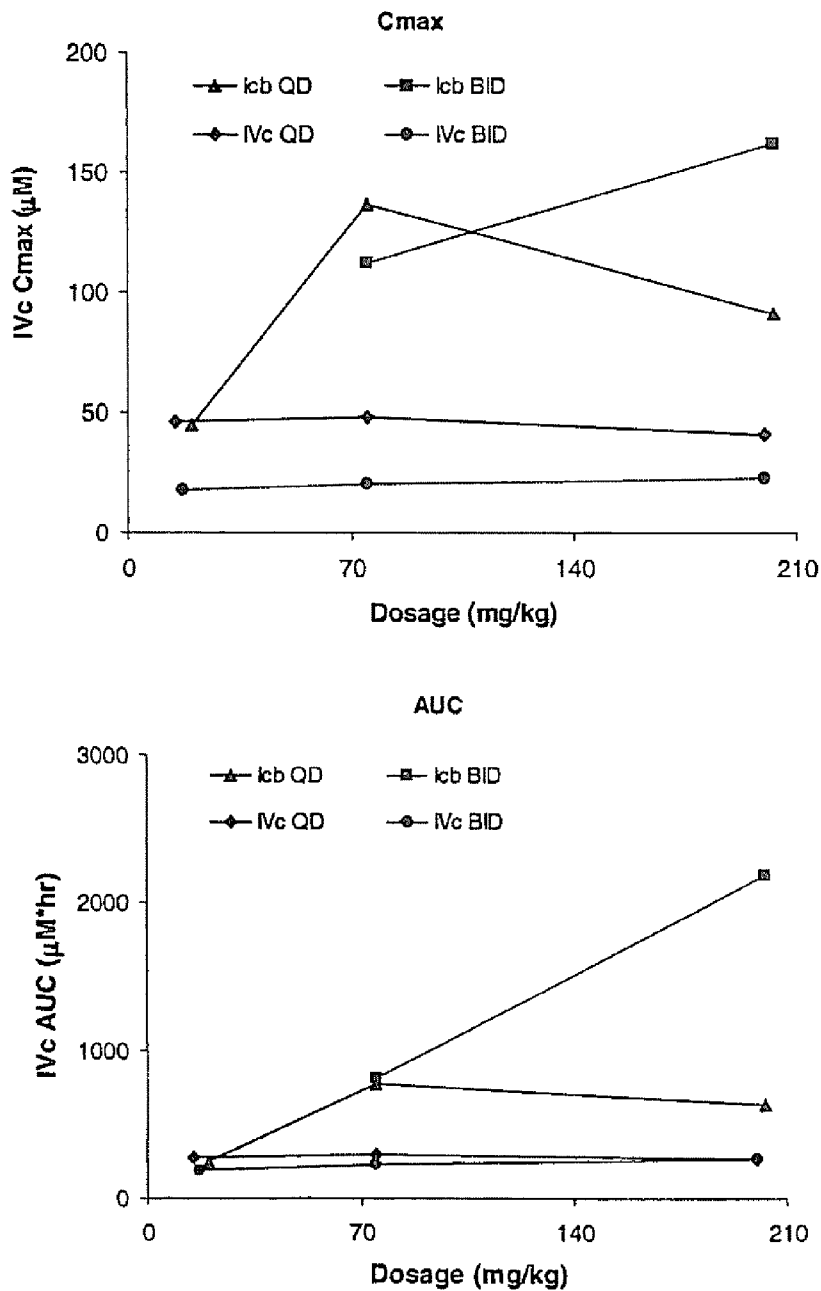 Cmax
200
Icb QD
Icb BID
IVc QD
IVc BID
150
100
50
0
IVc Cmax (μM)
0 70 140 210
Dosage (mg/kg)
AUC
3000
Icb QD
Icb BID
IVc QD
IVc BID
2000
1000
0
IVc AUC (μM*hr)
0 70 140 210
Dosage (mg/kg)